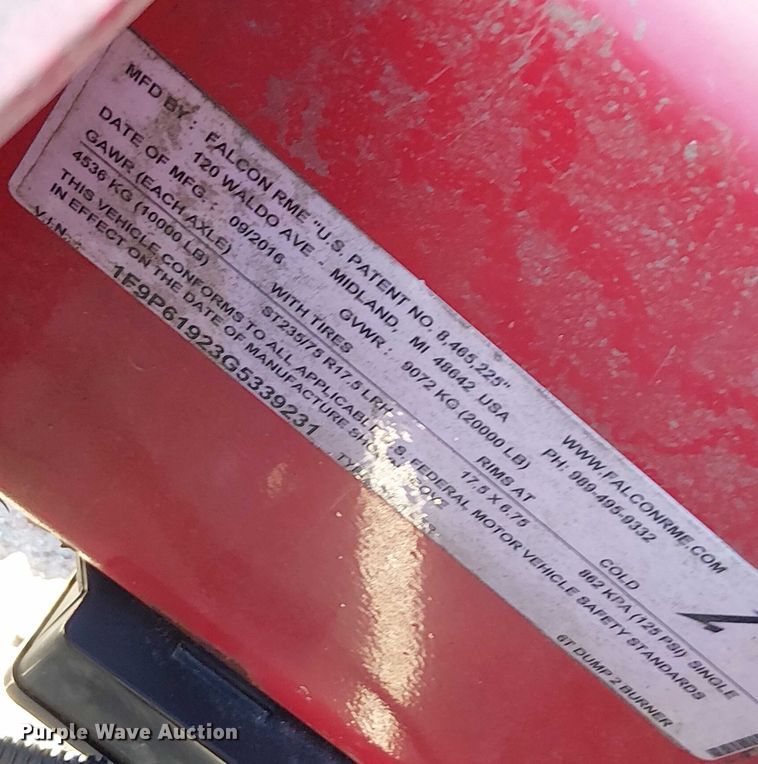 MFD BY : FALCON RME "U S. PATENT NO. 8,465,225" WWW.FALCONRME.COM
120 WALDO AVE - MIDLAND, MI 48642 USA PH: 989-495-9332
DATE OF MFG. : 09/2016 GVWR : 9072 KG (20000 LB)
GAWR (EACH AXLE) WITH TIRES RIMS AT COLD
4536 KG (10000 LB) ST235/75 R17.5 LRH 17.5 X 6.75 862 KPA (125 PSI) SINGLE
THIS VEHICLE CONFORMS TO ALL APPLICABLE U.S. FEDERAL MOTOR VEHICLE SAFETY STANDARDS
IN EFFECT ON THE DATE OF MANUFACTURE SHOWN ABOVE
V.I.N. 1F9P61923G5339231 6T DUMP 2 BURNER
Purple Wave Auction